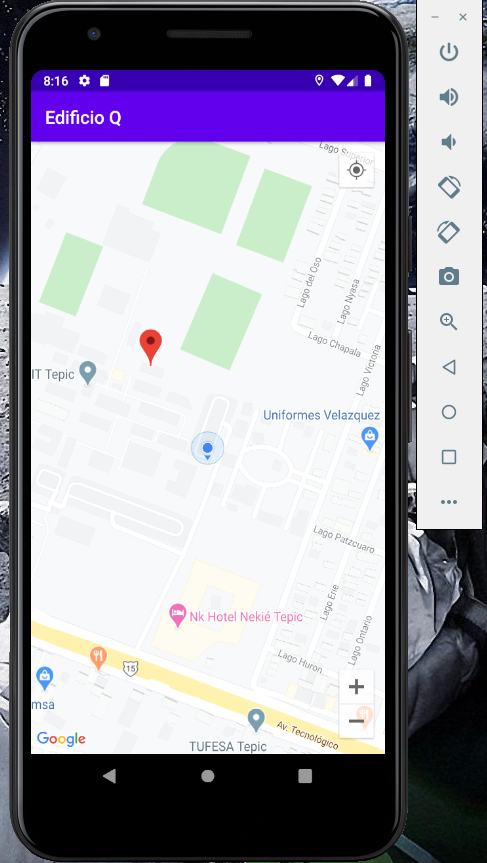 8:16
Edificio Q
Lago Superior
Lago del Oso
Lago Nyasa
Lago Chapala
Lago Victoria
IT Tepic
Uniformes Velazquez
Lago Patzcuaro
Lago Erie
Nk Hotel Nekié Tepic
Lago Ontario
Lago Huron
15
msa
Av. Tecnológico
Google
TUFESA Tepic